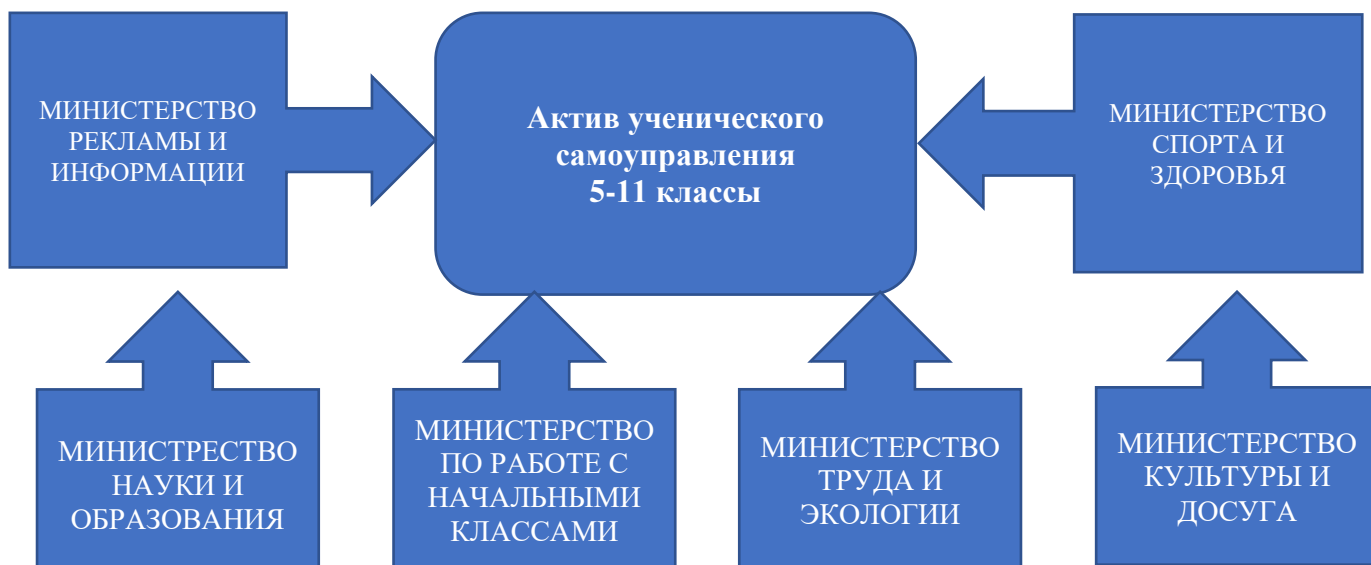 МИНИСТЕРСТВО
РЕКЛАМЫ И
ИНФОРМАЦИИ
Актив ученического
самоуправления
5-11 классы
МИНИСТЕРСТВО
СПОРТА И
ЗДОРОВЬЯ
МИНИСТРЕСТВО
НАУКИ И
ОБРАЗОВАНИЯ
МИНИСТЕРСТВО
ПО РАБОТЕ С
НАЧАЛЬНЫМИ
КЛАССАМИ
МИНИСТЕРСТВО
ТРУДА И
ЭКОЛОГИИ
МИНИСТЕРСТВО
КУЛЬТУРЫ И
ДОСУГА